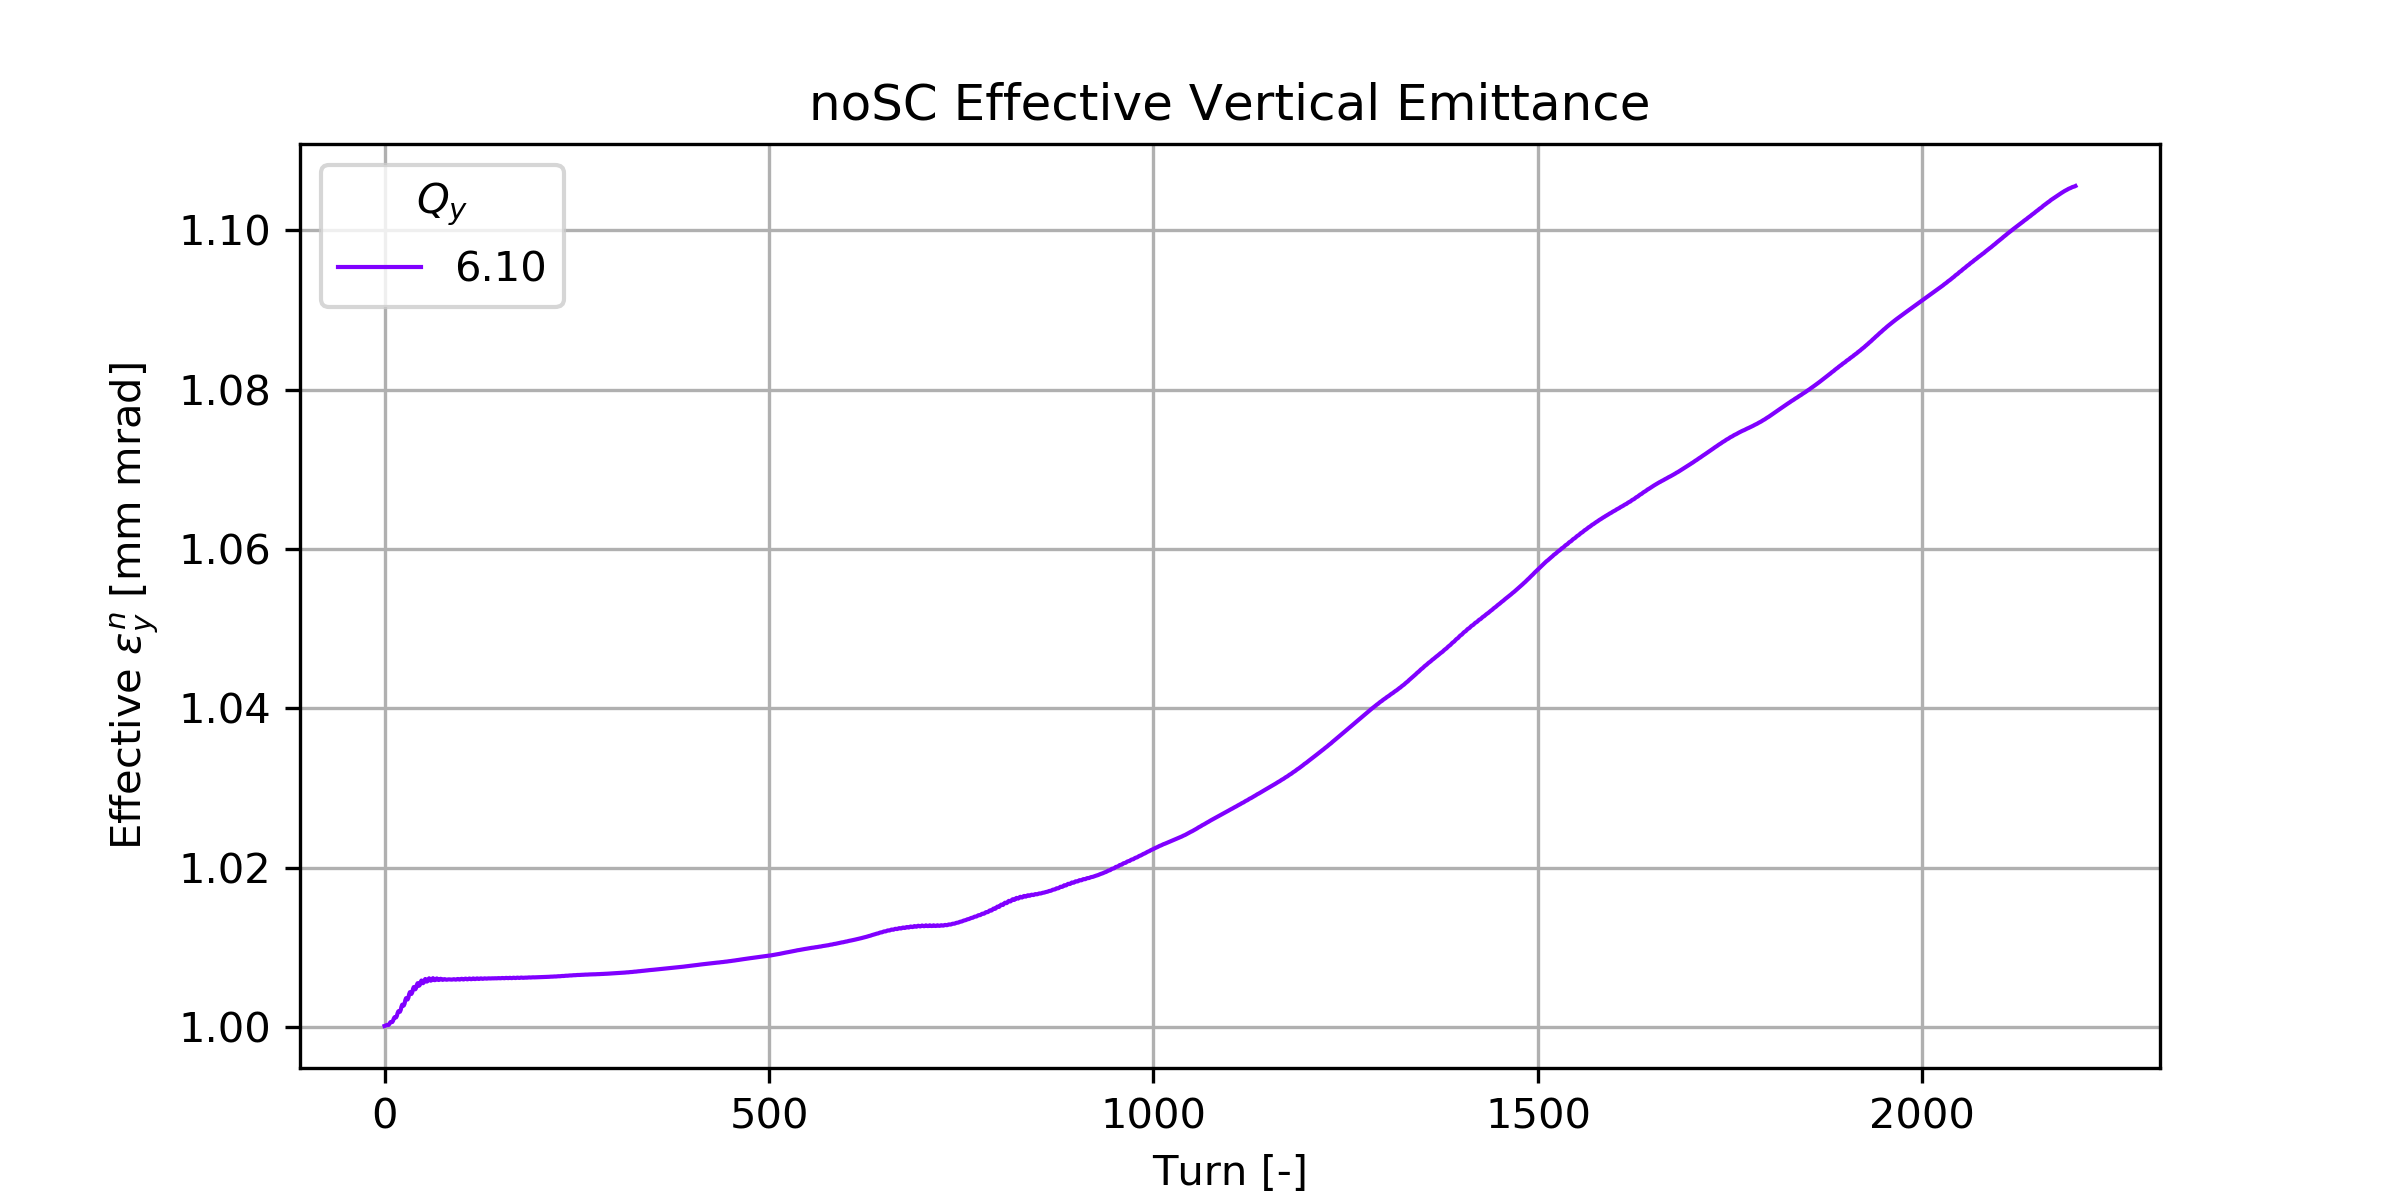 noSC Effective Vertical Emittance
Q_y
6.10
Effective ε_y^n [mm mrad]
1.10
1.08
1.06
1.04
1.02
1.00
0 500 1000 1500 2000
Turn [-]